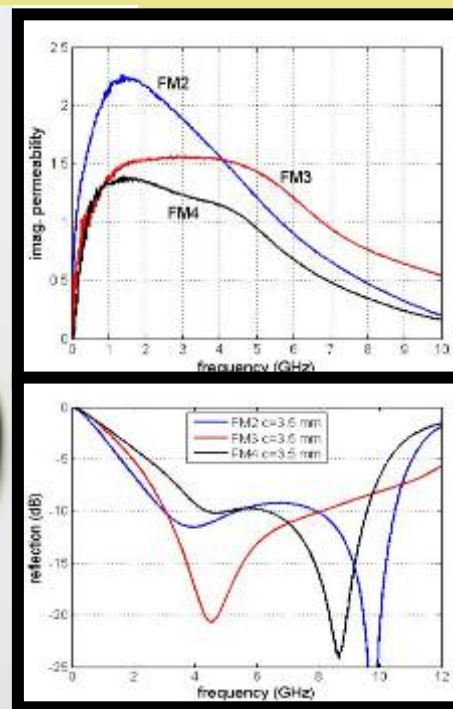 2.5
2
1.5
1
0.5
0
imag. permeability
FM2
FM3
FM4
0 1 2 3 4 5 6 7 8 9 10
frequency (GHz)
0
-5
-10
-15
-20
-25
reflection (dB)
FM2 c=3.5 mm
FM3 c=3.5 mm
FM4 c=3.5 mm
0 2 4 6 8 10 12
frequency (GHz)